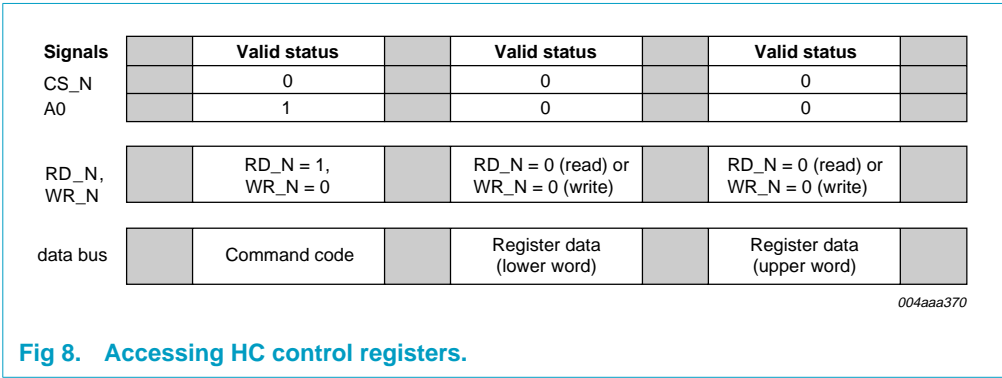 Signals Valid status Valid status Valid status
CS_N 0 0 0
A0 1 0 0
RD_N, WR_N RD_N = 1, WR_N = 0 RD_N = 0 (read) or WR_N = 0 (write) RD_N = 0 (read) or WR_N = 0 (write)
data bus Command code Register data (lower word) Register data (upper word)
004aaa370
Fig 8. Accessing HC control registers.